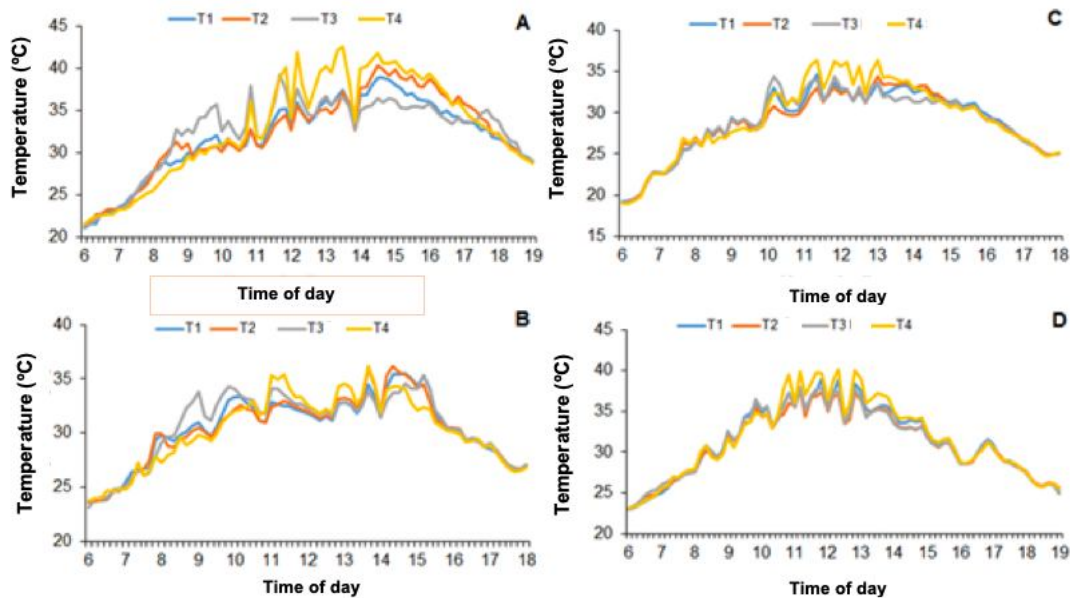 T1 T2 T3 T4 A
Temperature (ºC)
45
40
35
30
25
20
6 7 8 9 10 11 12 13 14 15 16 17 18 19
Time of day
T1 T2 T3 T4 C
Temperature (ºC)
40
35
30
25
20
15
6 7 8 9 10 11 12 13 14 15 16 17 18
Time of day
T1 T2 T3 T4 B
Temperature (ºC)
40
35
30
25
20
6 7 8 9 10 11 12 13 14 15 16 17 18
Time of day
T1 T2 T3 T4 D
Temperature (ºC)
45
40
35
30
25
20
6 7 8 9 10 11 12 13 14 15 16 17 18 19
Time of day